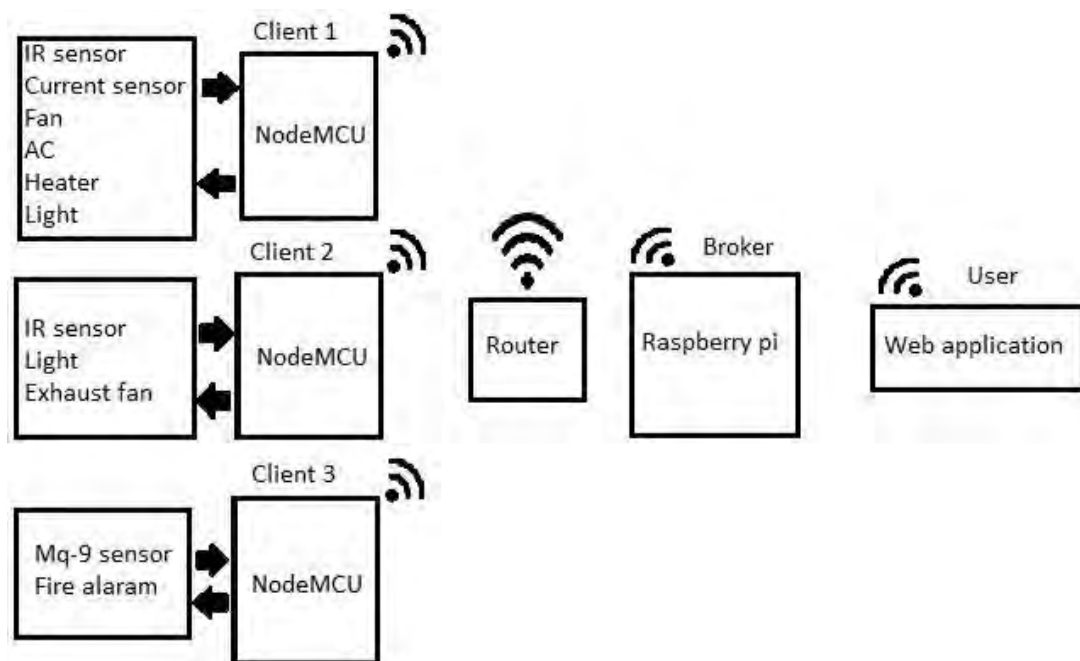 Client 1
IR sensor
Current sensor
Fan
AC
Heater
Light
NodeMCU
Client 2
IR sensor
Light
Exhaust fan
NodeMCU
Client 3
Mq-9 sensor
Fire alaram
NodeMCU
Router
Broker
Raspberry pi
User
Web application